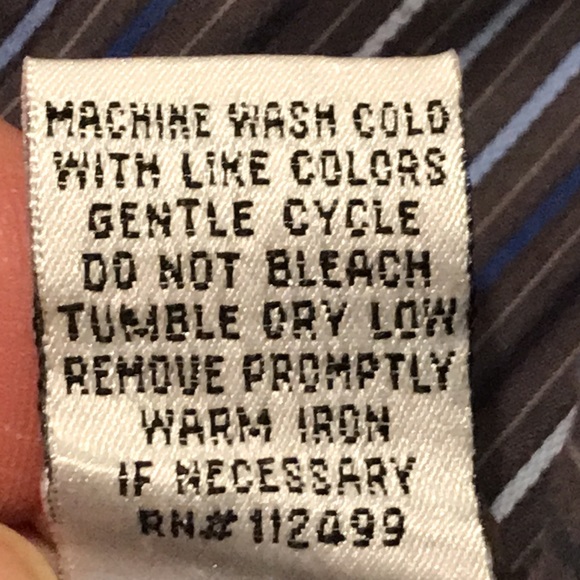 MACHINE WASH COLD
WITH LIKE COLORS
GENTLE CYCLE
DO NOT BLEACH
TUMBLE DRY LOW
REMOVE PROMPTLY
WARM IRON
IF NECESSARY
RN# 112499